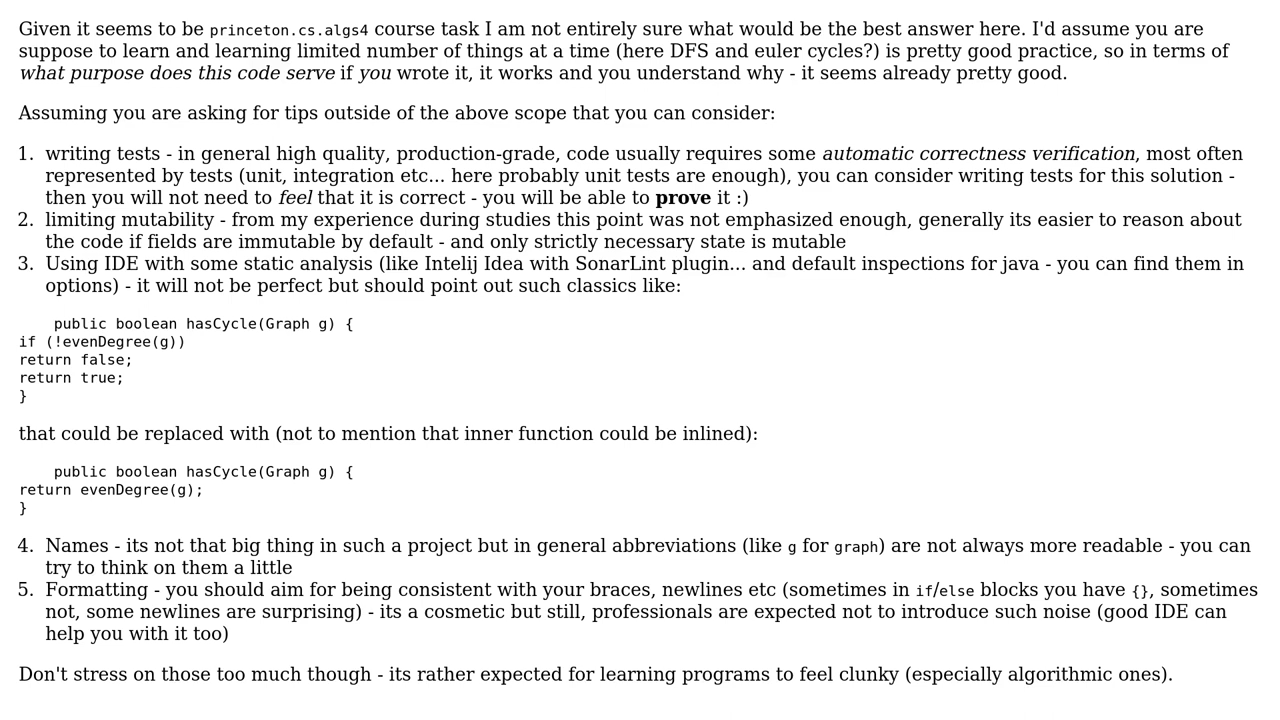 Given it seems to be princeton.cs.algs4 course task I am not entirely sure what would be the best answer here. I'd assume you are
suppose to learn and learning limited number of things at a time (here DFS and euler cycles?) is pretty good practice, so in terms of
what purpose does this code serve if you wrote it, it works and you understand why - it seems already pretty good.
Assuming you are asking for tips outside of the above scope that you can consider:
1. writing tests - in general high quality, production-grade, code usually requires some automatic correctness verification, most often
represented by tests (unit, integration etc... here probably unit tests are enough), you can consider writing tests for this solution -
then you will not need to feel that it is correct - you will be able to prove it :)
2. limiting mutability - from my experience during studies this point was not emphasized enough, generally its easier to reason about
the code if fields are immutable by default - and only strictly necessary state is mutable
3. Using IDE with some static analysis (like Intelij Idea with SonarLint plugin... and default inspections for java - you can find them in
options) - it will not be perfect but should point out such classics like:
    public boolean hasCycle(Graph g) {
if (!evenDegree(g))
return false;
return true;
}
that could be replaced with (not to mention that inner function could be inlined):
    public boolean hasCycle(Graph g) {
return evenDegree(g);
}
4. Names - its not that big thing in such a project but in general abbreviations (like g for graph) are not always more readable - you can
try to think on them a little
5. Formatting - you should aim for being consistent with your braces, newlines etc (sometimes in if/else blocks you have {}, sometimes
not, some newlines are surprising) - its a cosmetic but still, professionals are expected not to introduce such noise (good IDE can
help you with it too)
Don't stress on those too much though - its rather expected for learning programs to feel clunky (especially algorithmic ones).